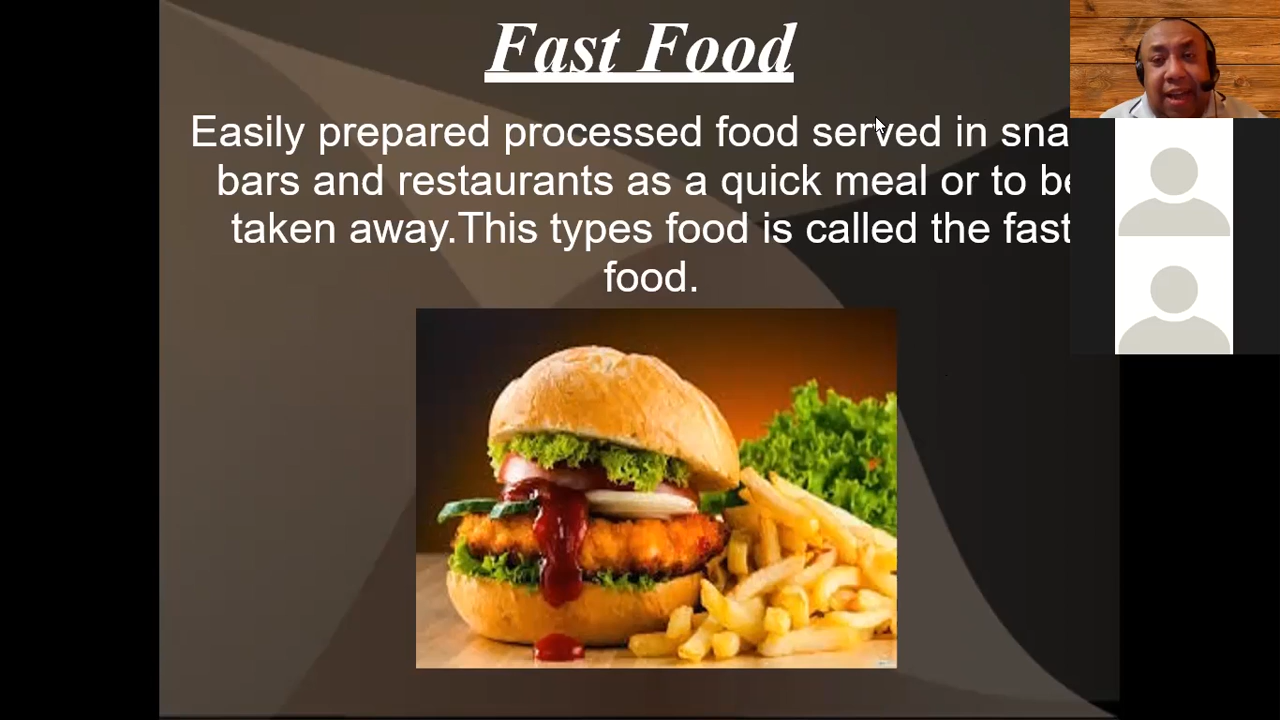 Fast Food
Easily prepared processed food served in sna
bars and restaurants as a quick meal or to be
taken away.This types food is called the fast
food.